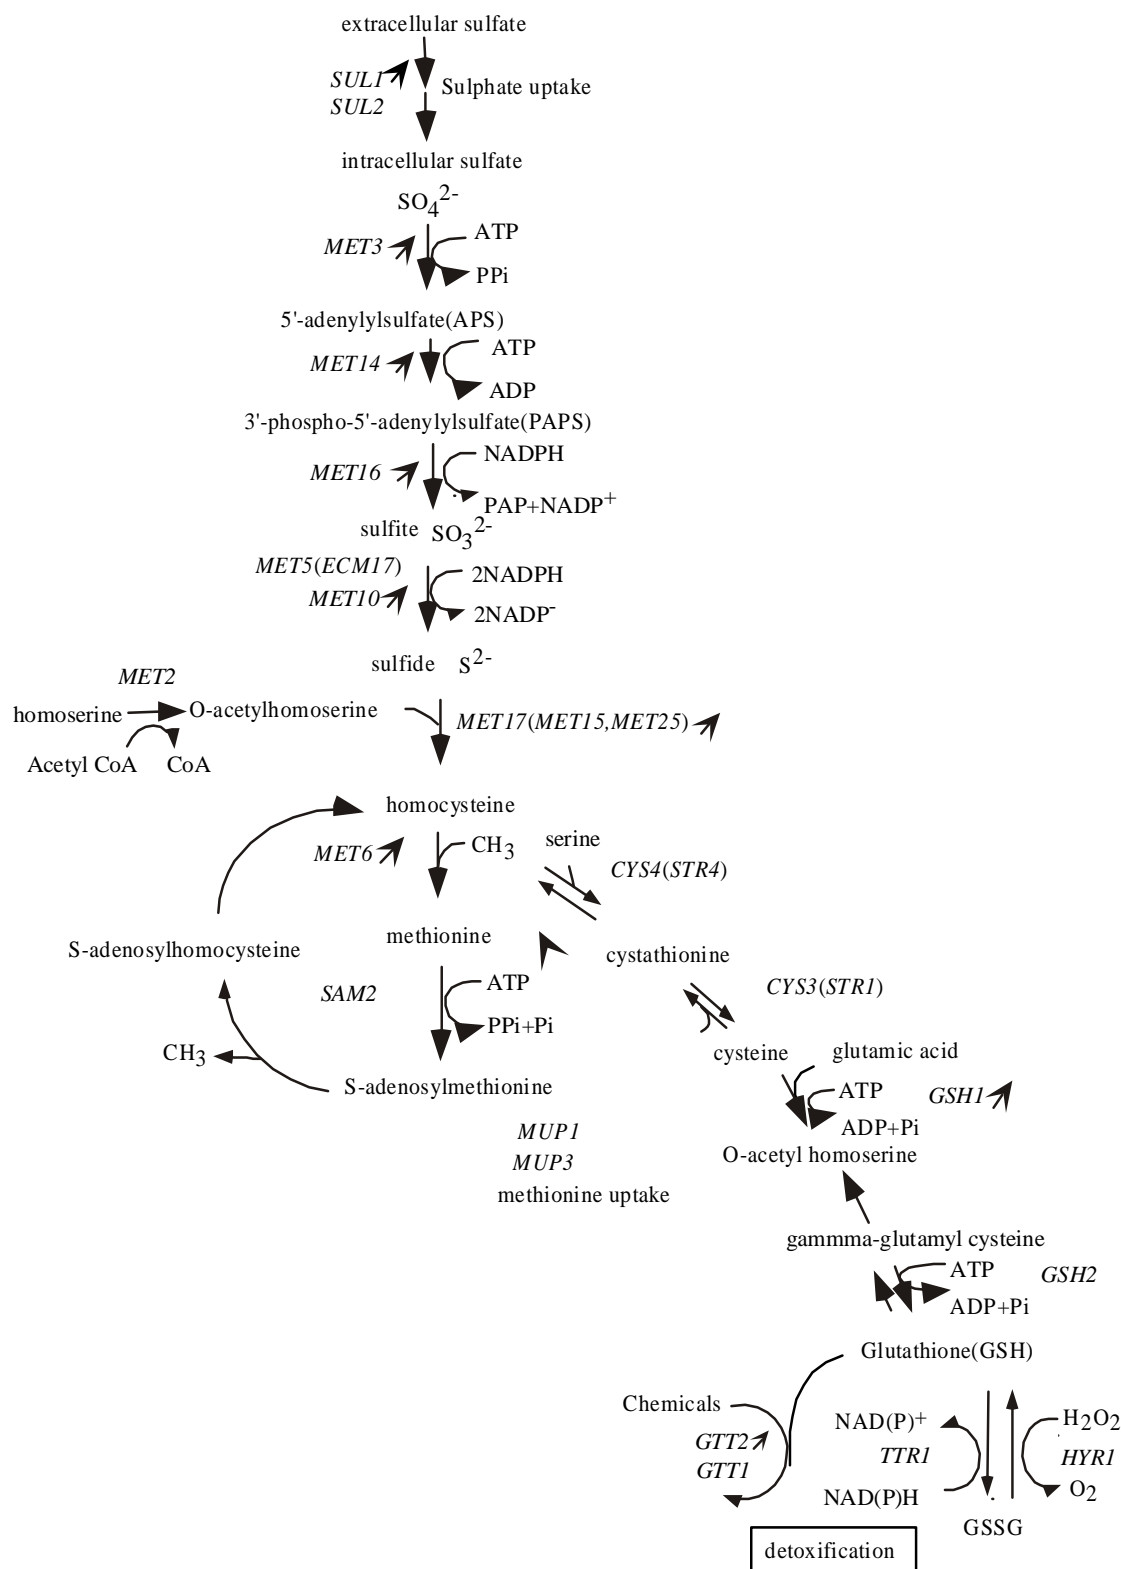 extracellular sulfate
SUL1
Sulphate uptake
SUL2
intracellular sulfate
SO4 2-
MET3
ATP
PPi
5'-adenylylsulfate(APS)
MET14
ATP
ADP
3'-phospho-5'-adenylylsulfate(PAPS)
MET16
NADPH
PAP+NADP+
sulfite SO3 2-
MET5(ECM17)
2NADPH
MET10
2NADP-
sulfide S2-
MET2
homoserine
O-acetylhomoserine
MET17(MET15,MET25)
Acetyl CoA CoA
homocysteine
MET6
CH3
serine
CYS4(STR4)
methionine
S-adenosylhomocysteine
cystathionine
SAM2
ATP
CYS3(STR1)
PPi+Pi
CH3
cysteine
glutamic acid
S-adenosylmethionine
ATP
GSH1
ADP+Pi
MUP1
MUP3
O-acetyl homoserine
methionine uptake
gammma-glutamyl cysteine
ATP
GSH2
ADP+Pi
Glutathione(GSH)
Chemicals
NAD(P)+
H2O2
GTT2
TTR1
HYR1
GTT1
NAD(P)H
O2
GSSG
detoxification